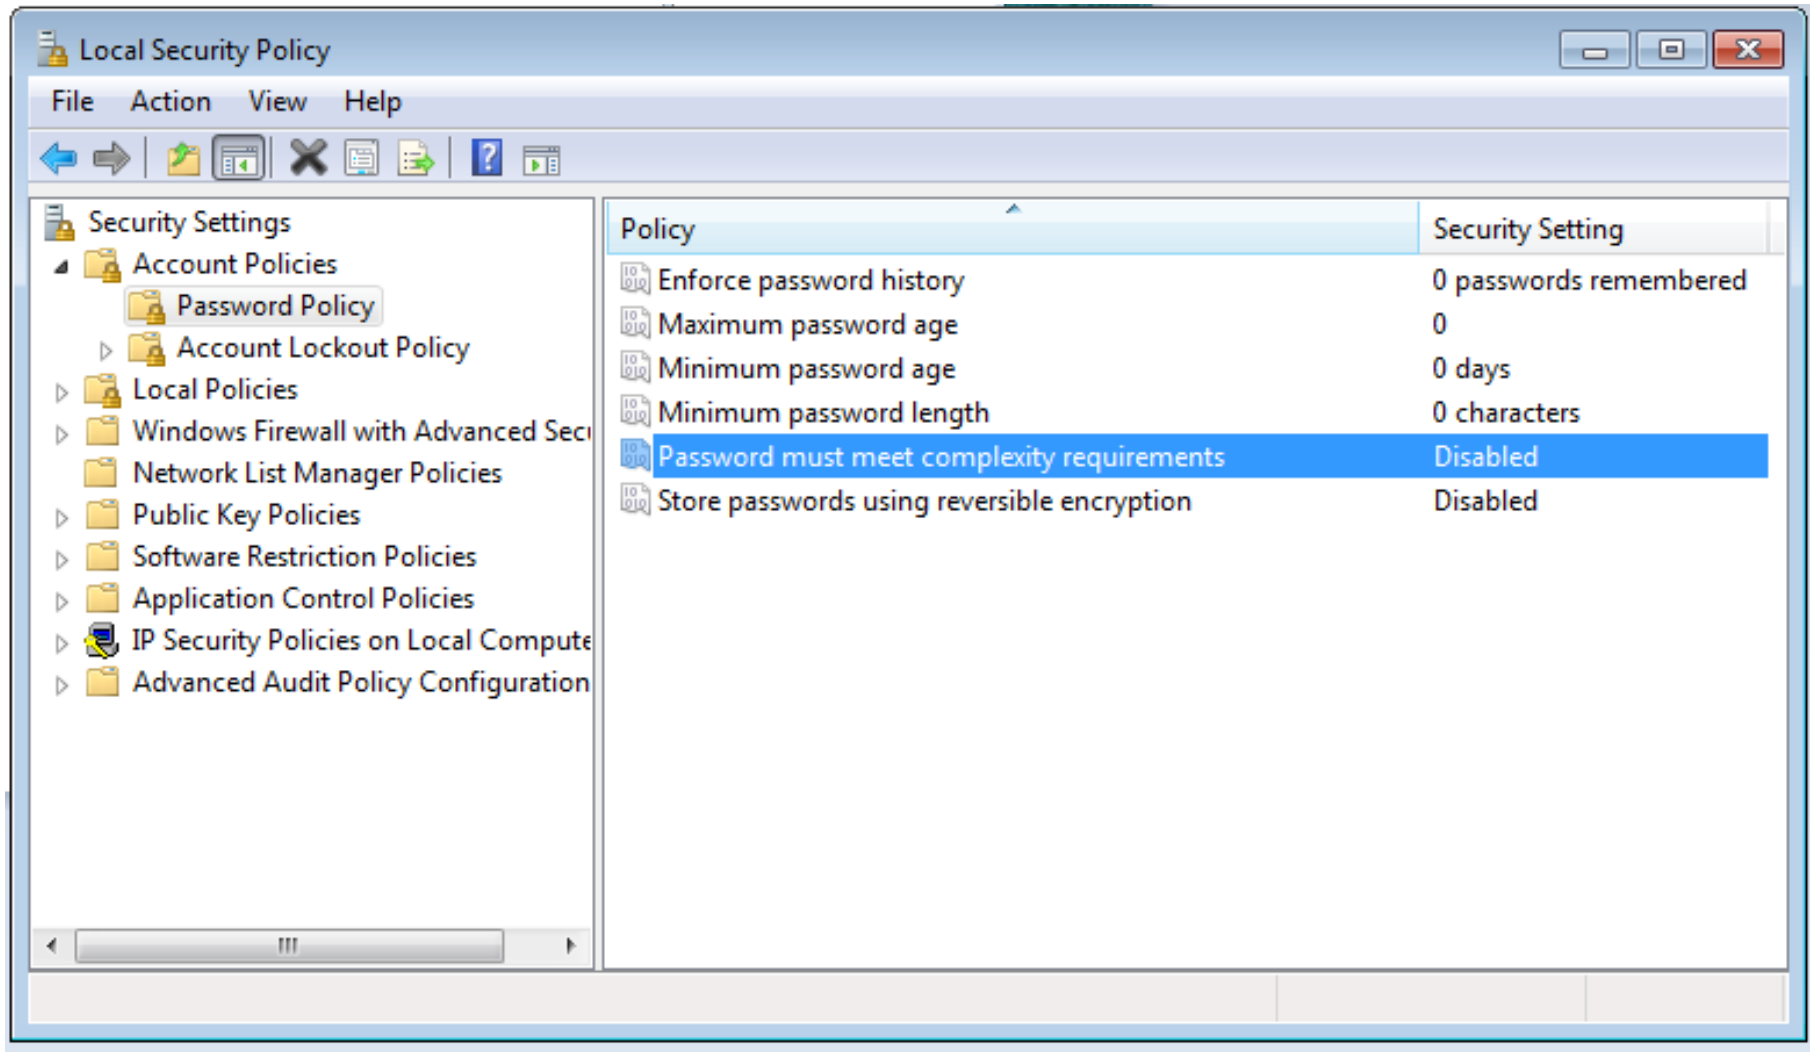 Local Security Policy
File Action View Help
Security Settings
Account Policies
Password Policy
Account Lockout Policy
Local Policies
Windows Firewall with Advanced Secu
Network List Manager Policies
Public Key Policies
Software Restriction Policies
Application Control Policies
IP Security Policies on Local Compute
Advanced Audit Policy Configuration
Policy Security Setting
Enforce password history 0 passwords remembered
Maximum password age 0
Minimum password age 0 days
Minimum password length 0 characters
Password must meet complexity requirements Disabled
Store passwords using reversible encryption Disabled